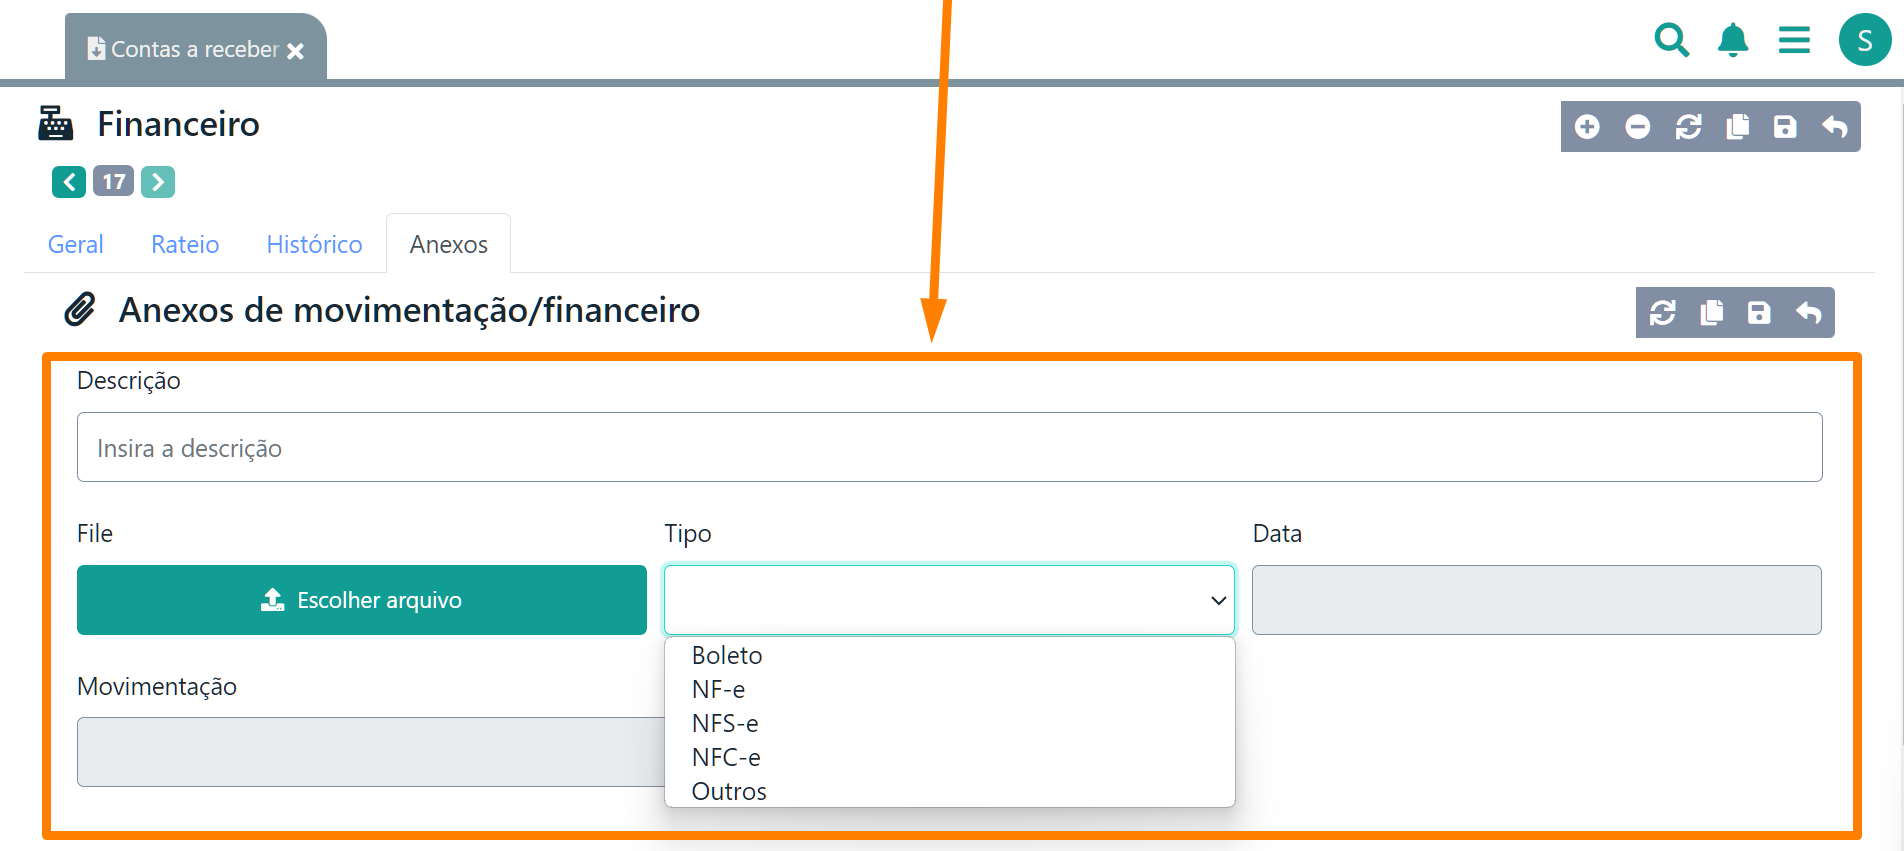 Contas a receber
S
Financeiro
17
Geral Rateio Histórico Anexos
Anexos de movimentação/financeiro
Descrição
Insira a descrição
File Tipo Data
Escolher arquivo
Boleto
Movimentação
NF-e
NFS-e
NFC-e
Outros